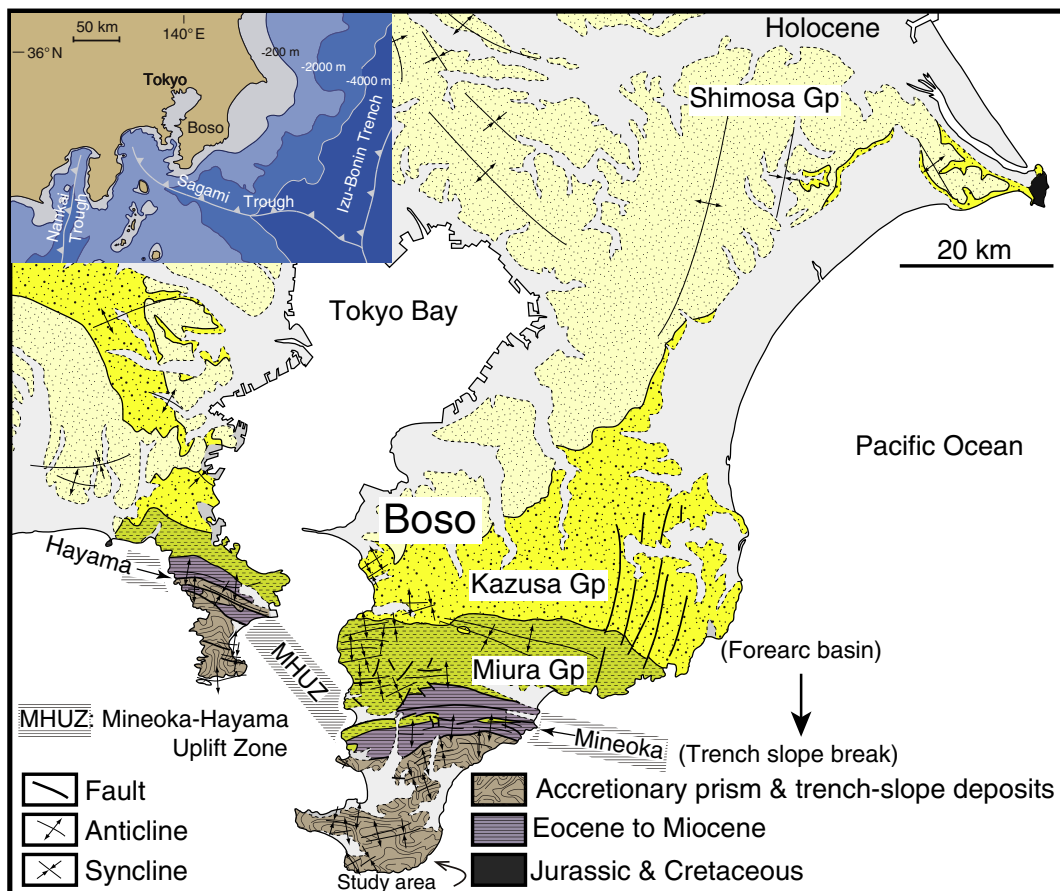 50 km
140°E
36°N
-200 m
-2000 m
-4000 m
Tokyo
Boso
Izu-Bonin Trench
Sagami
Trough
Nankai
Trough
Holocene
Shimosa Gp
20 km
Tokyo Bay
Pacific Ocean
Boso
Kazusa Gp
Hayama
MHUZ
Miura Gp
(Forearc basin)
Mineoka
(Trench slope break)
MHUZ: Mineoka-Hayama
Uplift Zone
Fault
Anticline
Syncline
Study area
Accretionary prism & trench-slope deposits
Eocene to Miocene
Jurassic & Cretaceous